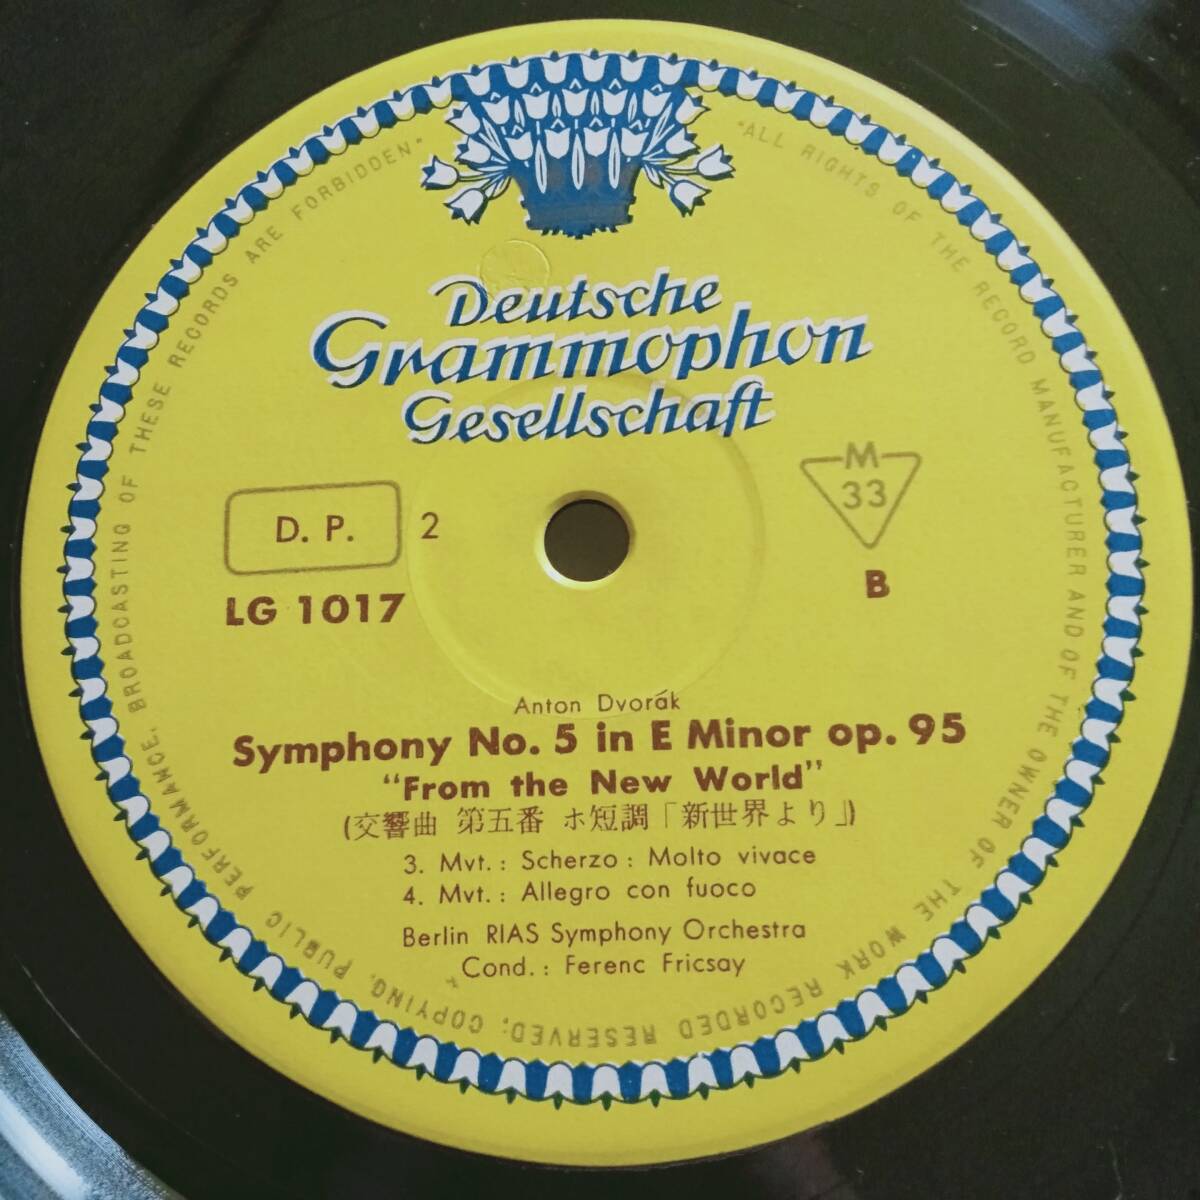 "ALL RIGHTS OF THE RECORD MANUFACTURER AND OF THE OWNER OF THE WORK RECORDED RESERVED; COPYING, PUBLIC PERFORMANCE, BROADCASTING OF THESE RECORDS ARE FORBIDDEN"
Deutsche
Grammophon
Gesellschaft
D. P. 2
M
33
LG 1017
B
Anton Dvorák
Symphony No. 5 in E Minor op. 95
"From the New World"
(交響曲 第五番 ホ短調「新世界より」)
3. Mvt.: Scherzo: Molto vivace
4. Mvt.: Allegro con fuoco
Berlin RIAS Symphony Orchestra
Cond.: Ferenc Fricsay